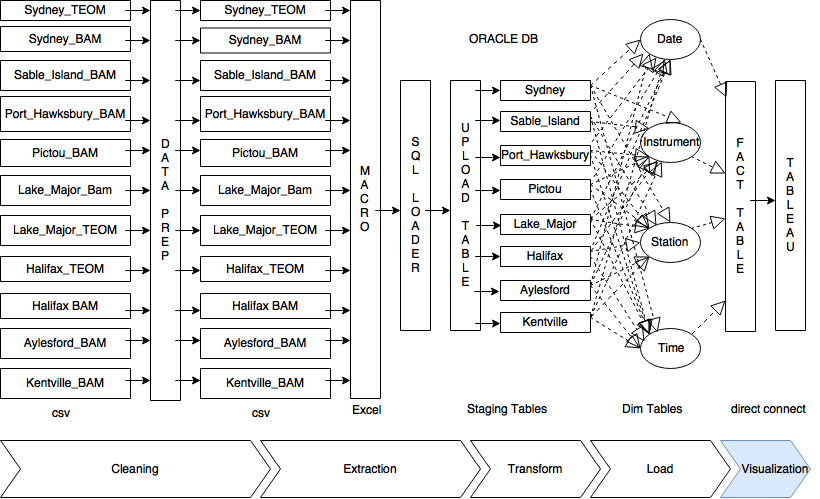 Sydney_TEOM
Sydney_BAM
Sable_Island_BAM
Port_Hawksbury_BAM
Pictou_BAM
Lake_Major_Bam
Lake_Major_TEOM
Halifax_TEOM
Halifax BAM
Aylesford_BAM
Kentville_BAM
csv
DATA PREP
Sydney_TEOM
Sydney_BAM
Sable_Island_BAM
Port_Hawksbury_BAM
Pictou_BAM
Lake_Major_Bam
Lake_Major_TEOM
Halifax_TEOM
Halifax BAM
Aylesford_BAM
Kentville_BAM
csv
MACRO
Excel
ORACLE DB
SQL LOADER
UPLOAD TABLE
Sydney
Sable_Island
Port_Hawksbury
Pictou
Lake_Major
Halifax
Aylesford
Kentville
Staging Tables
Date
Instrument
Station
Time
Dim Tables
FACT TABLE
TABLEAU
direct connect
Cleaning
Extraction
Transform
Load
Visualization